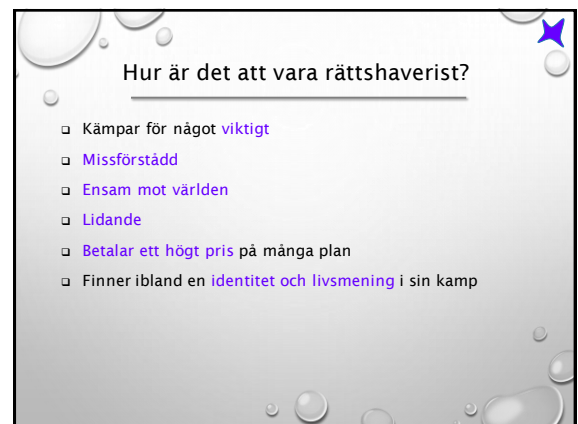 Hur är det att vara rättshaverist?
Kämpar för något viktigt
Missförstådd
Ensam mot världen
Lidande
Betalar ett högt pris på många plan
Finner ibland en identitet och livsmening i sin kamp